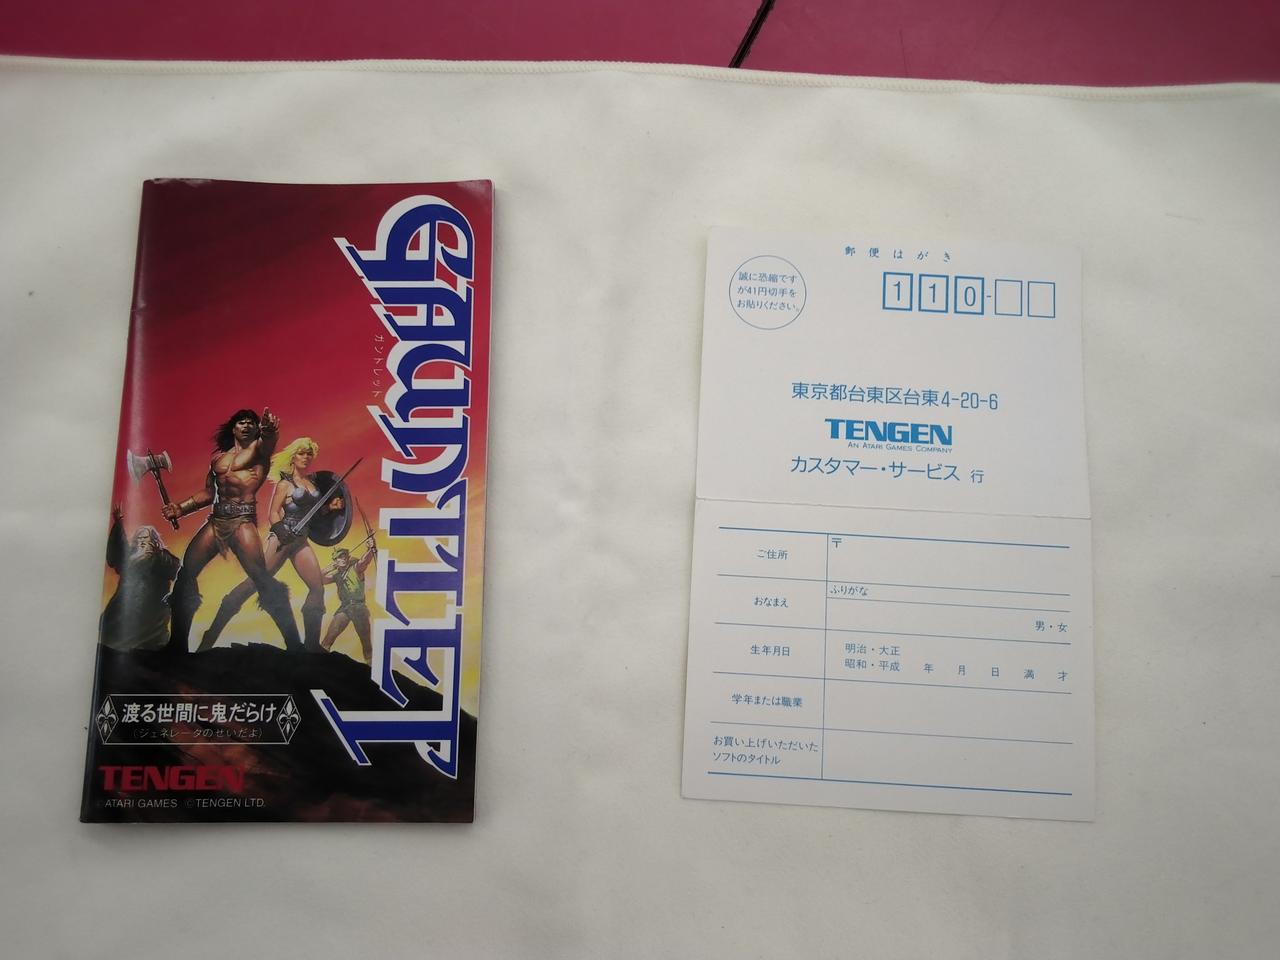 GAUNTLET
ガントレット
渡る世間に鬼だらけ
(ジェネレータのせいだよ)
TENGEN
©ATARI GAMES ©TENGEN LTD.
郵便はがき
誠に恐縮です
が41円切手を
お貼りください。
110-
東京都台東区台東4-20-6
TENGEN
AN ATARI GAMES COMPANY
カスタマー・サービス 行
ご住所
〒
おなまえ
ふりがな
男・女
生年月日
明治・大正
昭和・平成 年 月 日 満 才
学年または職業
お買い上げいただいた
ソフトのタイトル